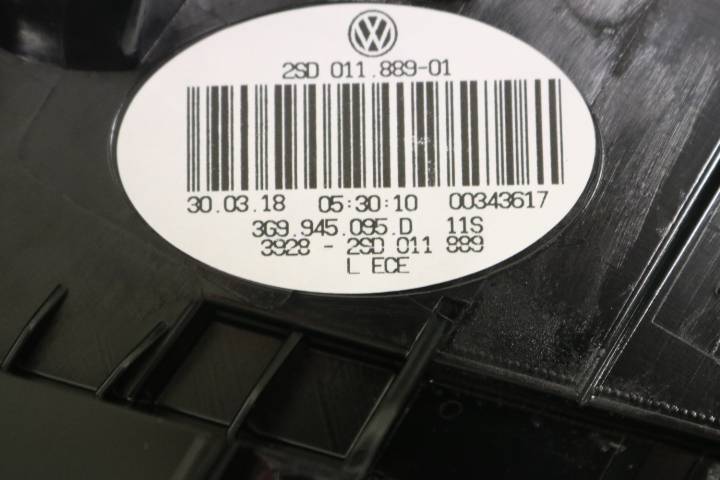 VW
2SD 011.889-01
30.03.18 05:30:10 00343617
3G9.945.095.D 11S
3928 - 2SD 011 889
L ECE